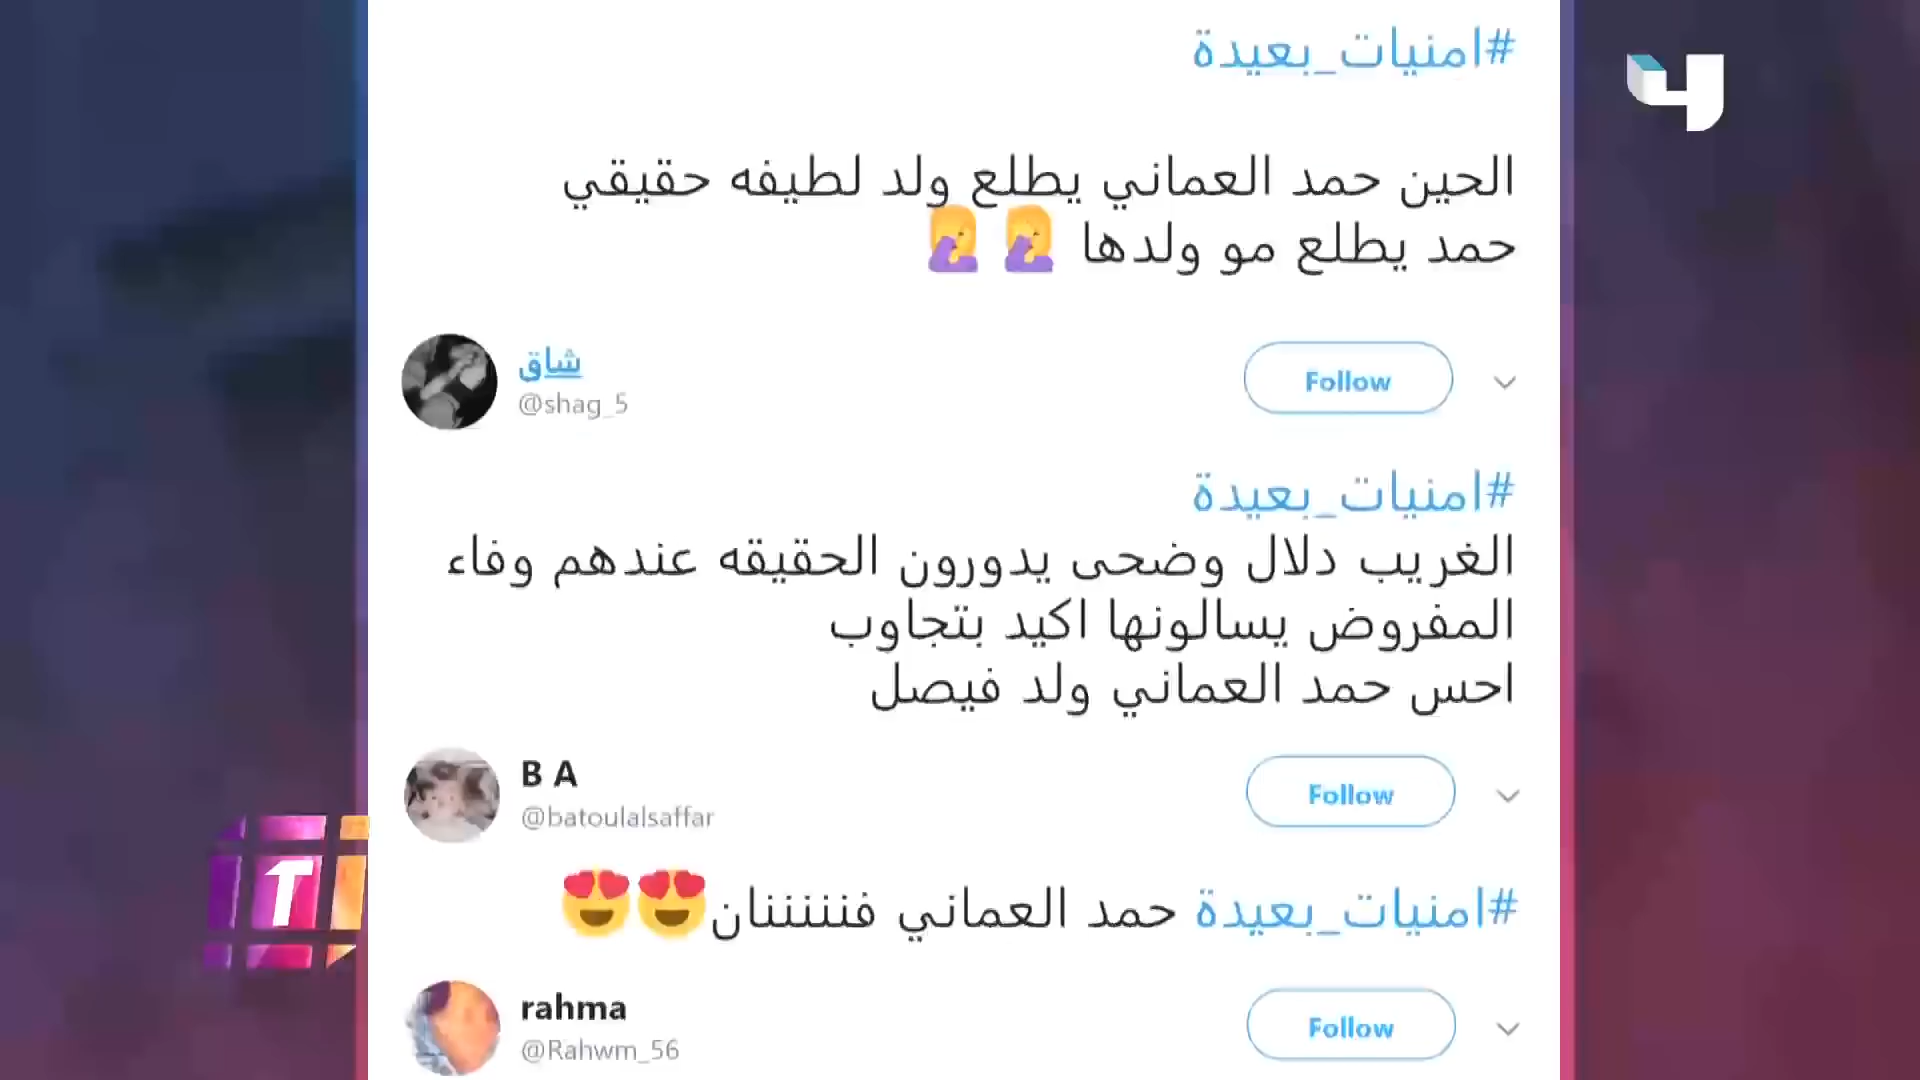 #امنيات_بعيدة
الحين حمد العماني يطلع ولد لطيفه حقيقي
حمد يطلع مو ولدها 🤦‍♀️ 🤦‍♀️
شاق
@shag_5
Follow
#امنيات_بعيدة
الغريب دلال وضحى يدورون الحقيقه عندهم وفاء
المفروض يسالونها اكيد بتجاوب
احس حمد العماني ولد فيصل
B A
@batoulalsaffar
Follow
#امنيات_بعيدة حمد العماني فنننننان😍😍
rahma
@Rahwm_56
Follow